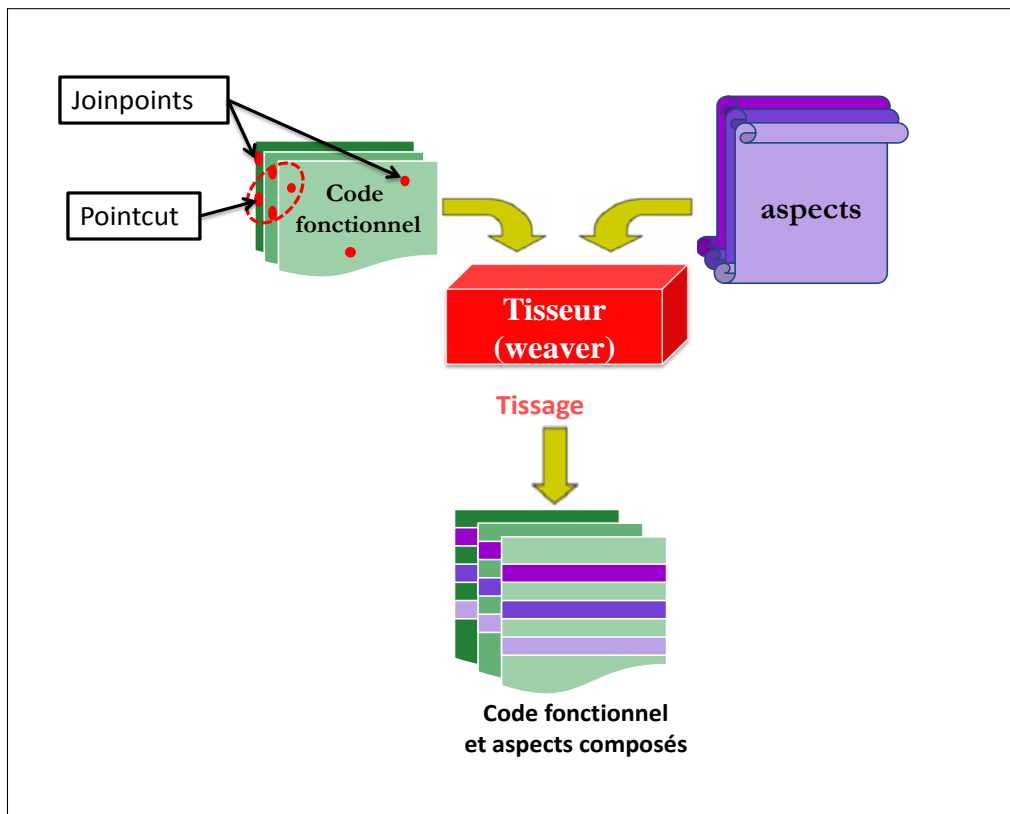 Joinpoints
Pointcut
Code
fonctionnel
aspects
Tisseur
(weaver)
Tissage
Code fonctionnel
et aspects composés